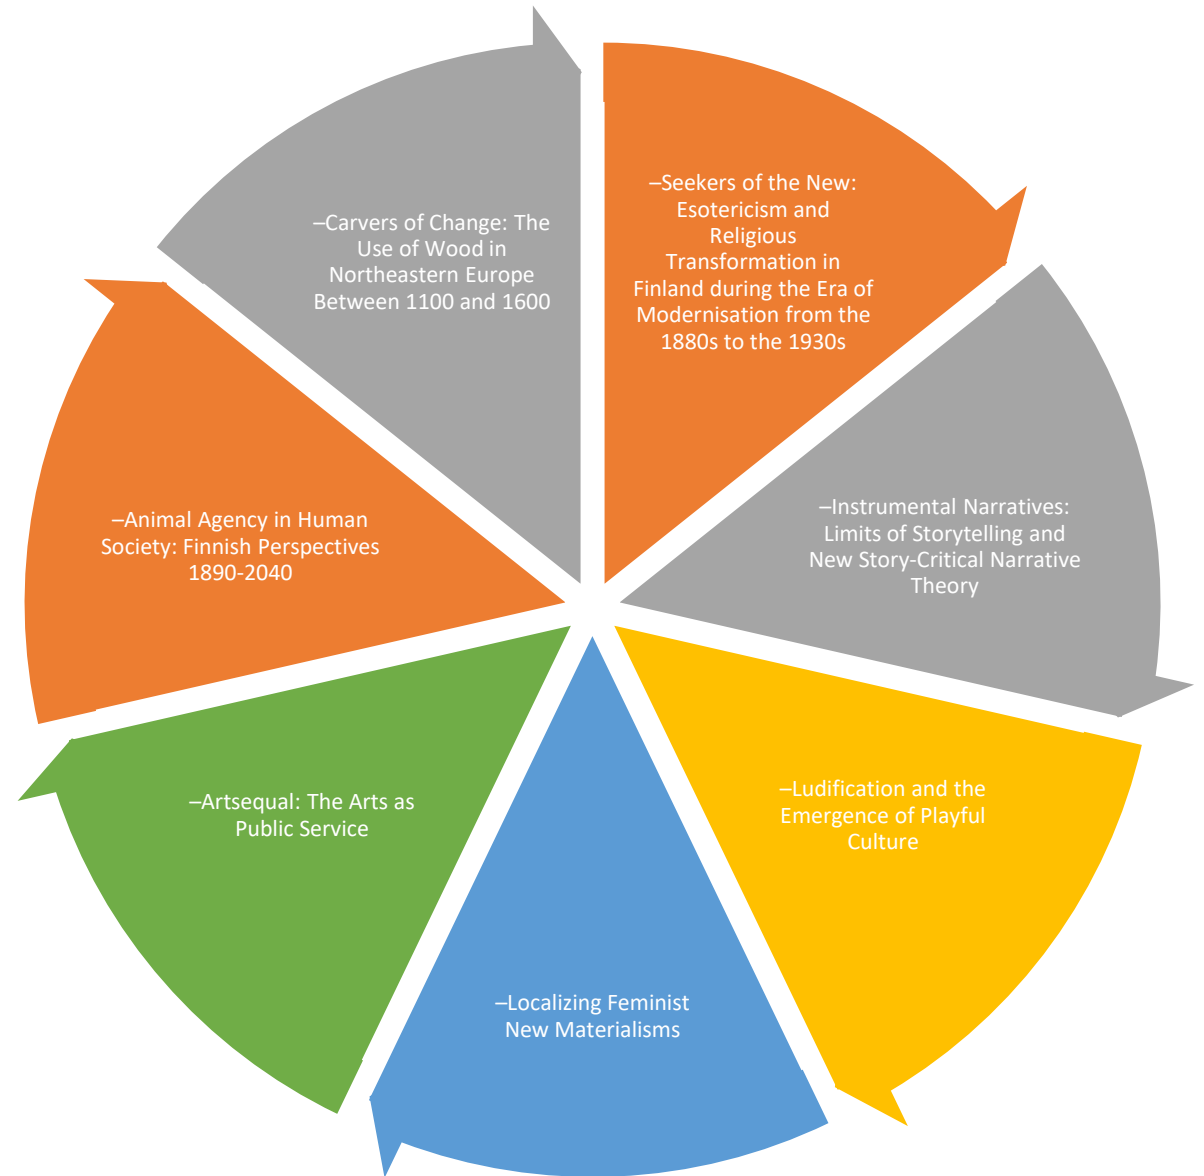 –Seekers of the New:
Esotericism and
Religious
Transformation in
Finland during the Era of
Modernisation from the
1880s to the 1930s
–Instrumental Narratives:
Limits of Storytelling and
New Story-Critical Narrative
Theory
–Ludification and the
Emergence of Playful
Culture
–Localizing Feminist
New Materialisms
–Artsequal: The Arts as
Public Service
–Animal Agency in Human
Society: Finnish Perspectives
1890-2040
–Carvers of Change: The
Use of Wood in
Northeastern Europe
Between 1100 and 1600